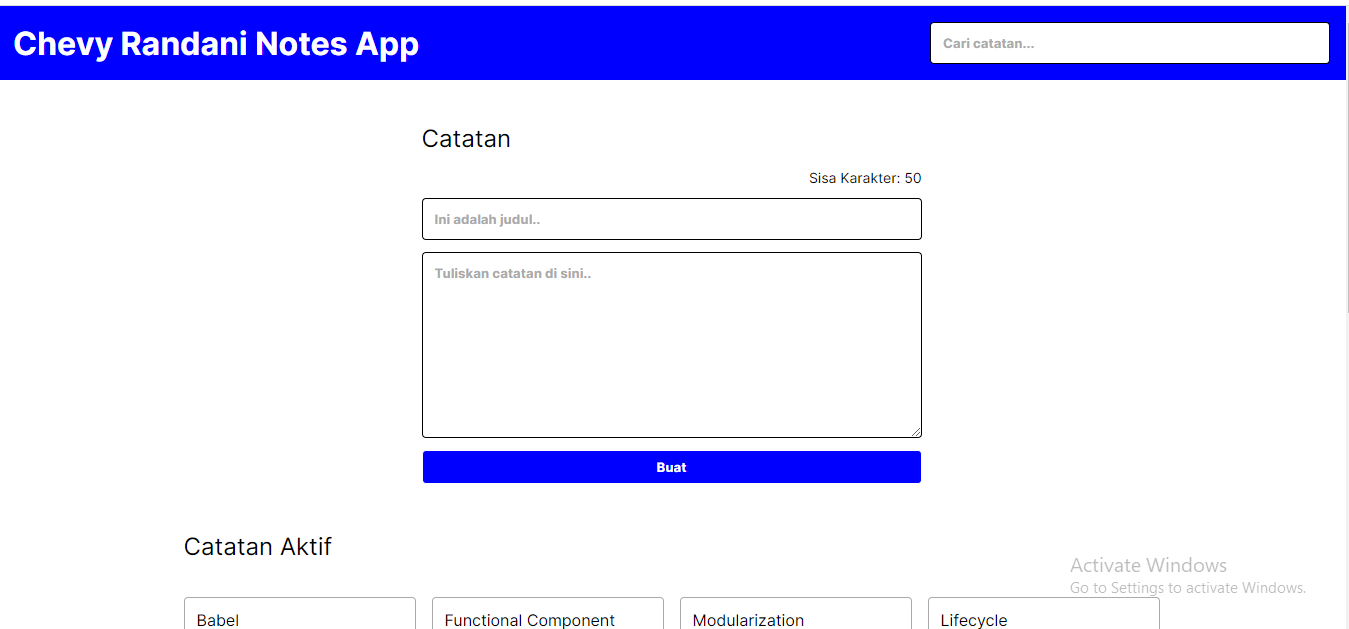 Chevy Randani Notes App
Cari catatan...
Catatan
Sisa Karakter: 50
Ini adalah judul..
Tuliskan catatan di sini..
Buat
Catatan Aktif
Activate Windows
Go to Settings to activate Windows.
Babel
Functional Component
Modularization
Lifecycle